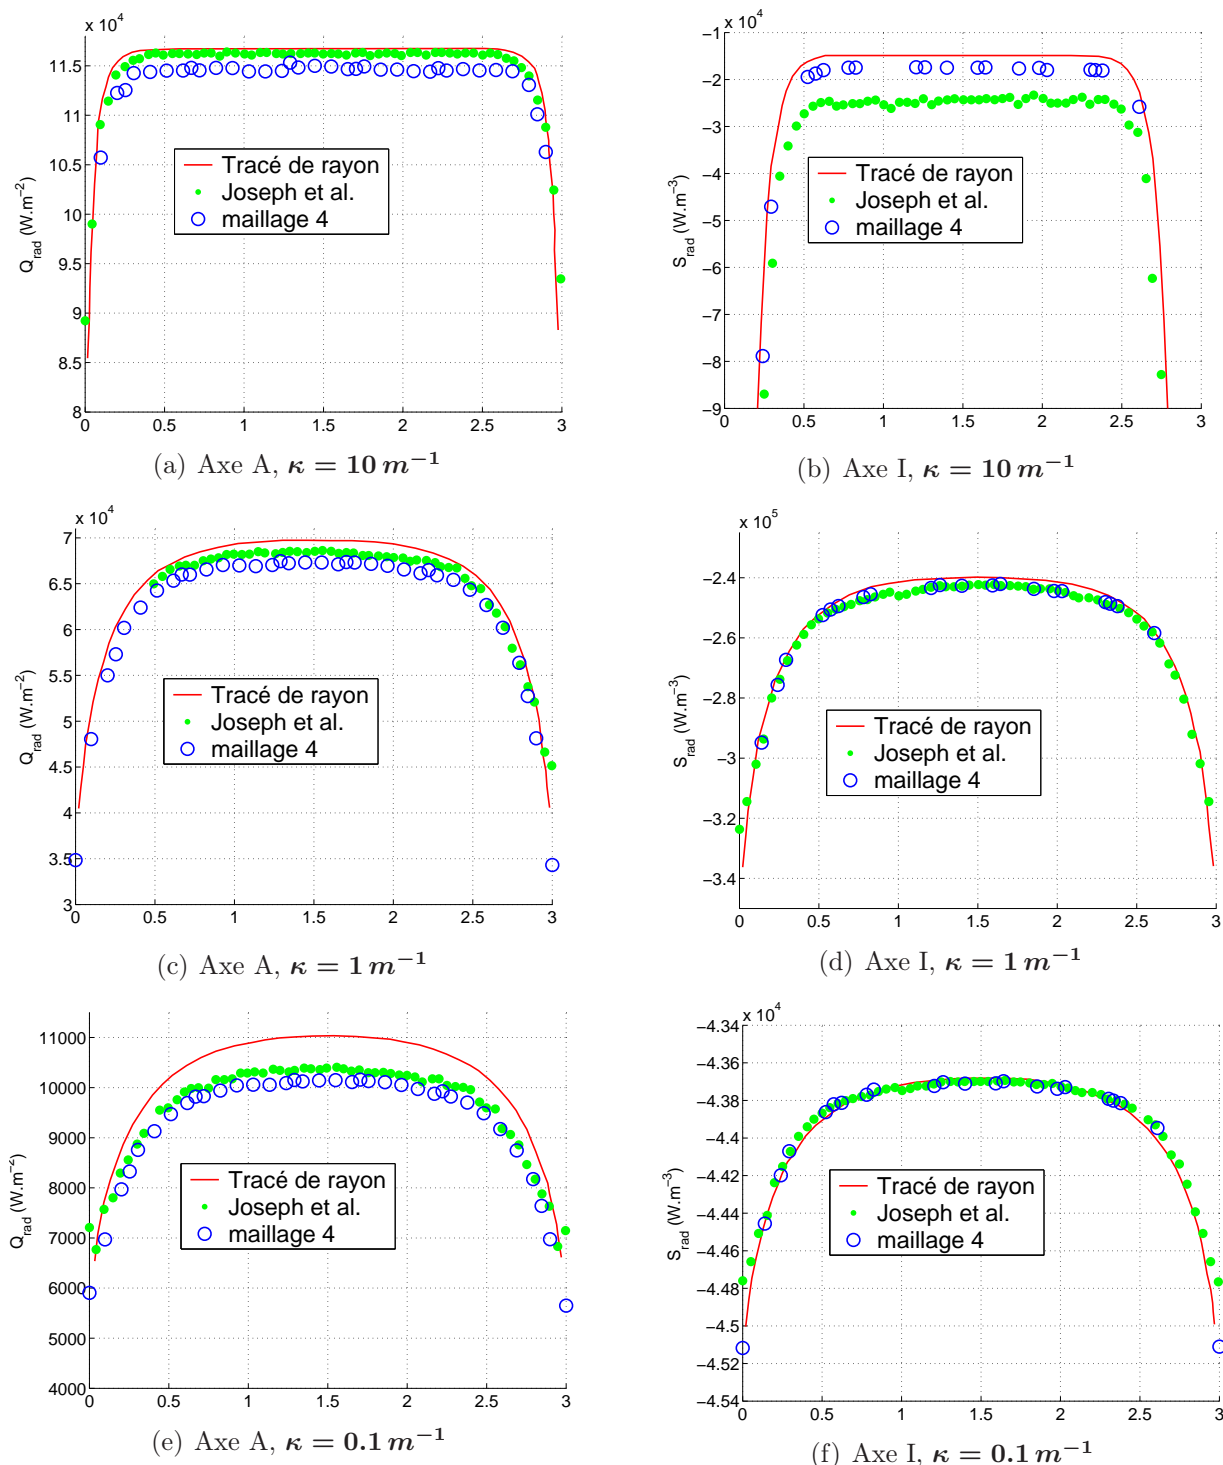 x 10^4
11.5
11
10.5
10
9.5
9
8.5
8
0 0.5 1 1.5 2 2.5 3
Q_rad (W.m^−2)
Tracé de rayon
Joseph et al.
maillage 4
(a) Axe A, κ = 10 m^−1
x 10^4
−1
−2
−3
−4
−5
−6
−7
−8
−9
0 0.5 1 1.5 2 2.5 3
S_rad (W.m^−3)
Tracé de rayon
Joseph et al.
maillage 4
(b) Axe I, κ = 10 m^−1
x 10^4
7
6.5
6
5.5
5
4.5
4
3.5
3
0 0.5 1 1.5 2 2.5 3
Q_rad (W.m^−2)
Tracé de rayon
Joseph et al.
maillage 4
(c) Axe A, κ = 1 m^−1
x 10^5
−2.4
−2.6
−2.8
−3
−3.2
−3.4
0 0.5 1 1.5 2 2.5 3
S_rad (W.m^−3)
Tracé de rayon
Joseph et al.
maillage 4
(d) Axe I, κ = 1 m^−1
11000
10000
9000
8000
7000
6000
5000
4000
0 0.5 1 1.5 2 2.5 3
Q_rad (W.m^−2)
Tracé de rayon
Joseph et al.
maillage 4
(e) Axe A, κ = 0.1 m^−1
x 10^4
−4.34
−4.36
−4.38
−4.4
−4.42
−4.44
−4.46
−4.48
−4.5
−4.52
−4.54
0 0.5 1 1.5 2 2.5 3
S_rad (W.m^−3)
Tracé de rayon
Joseph et al.
maillage 4
(f) Axe I, κ = 0.1 m^−1